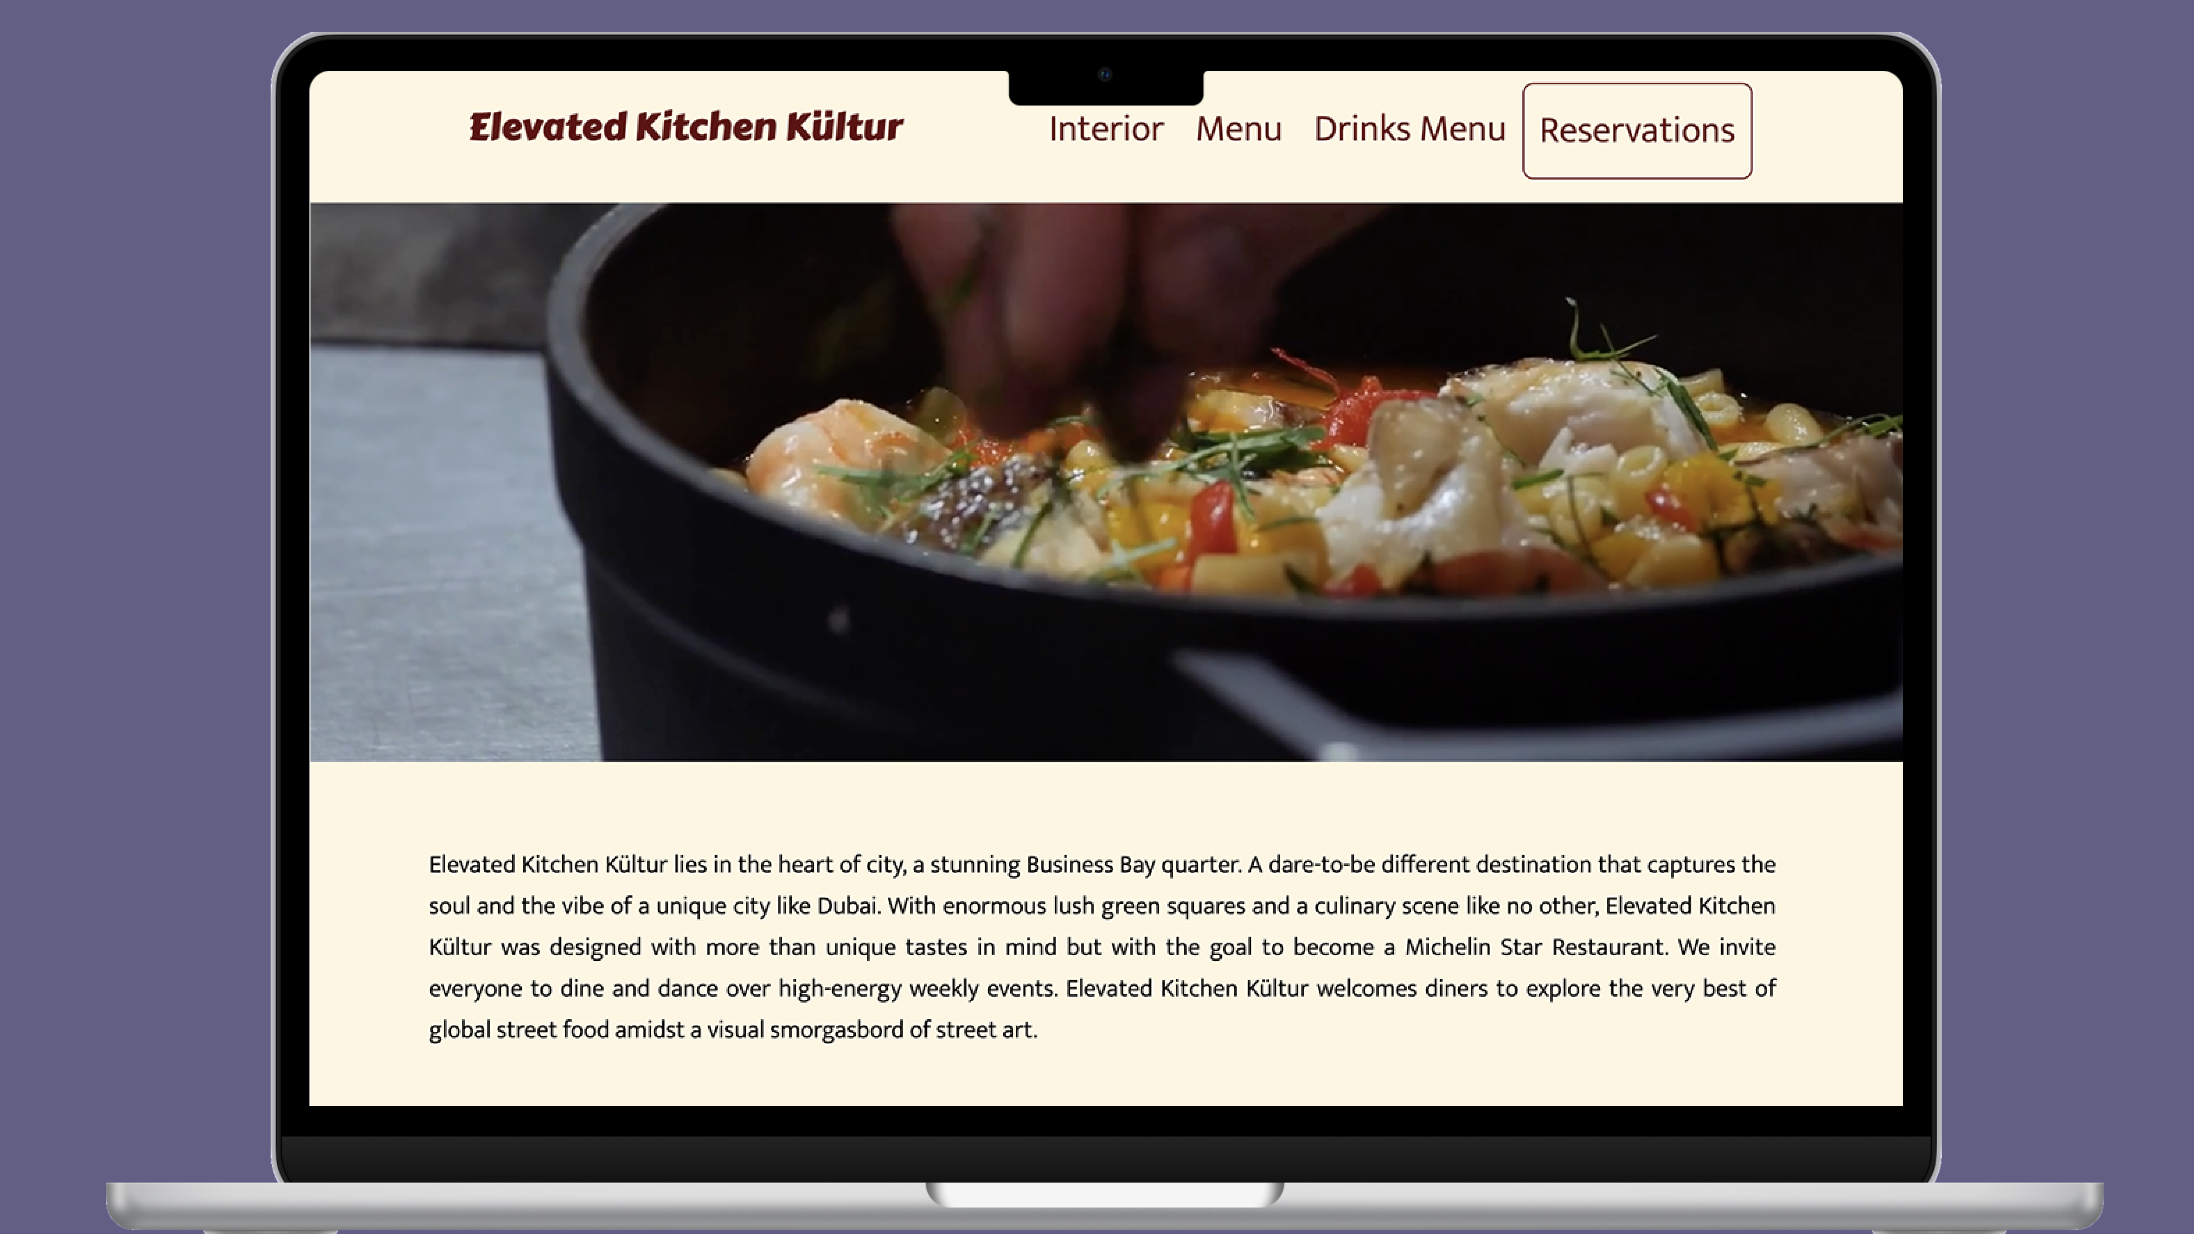 Elevated Kitchen Kültur
Interior Menu Drinks Menu Reservations
Elevated Kitchen Kültur lies in the heart of city, a stunning Business Bay quarter. A dare-to-be different destination that captures the
soul and the vibe of a unique city like Dubai. With enormous lush green squares and a culinary scene like no other, Elevated Kitchen
Kültur was designed with more than unique tastes in mind but with the goal to become a Michelin Star Restaurant. We invite
everyone to dine and dance over high-energy weekly events. Elevated Kitchen Kültur welcomes diners to explore the very best of
global street food amidst a visual smorgasbord of street art.